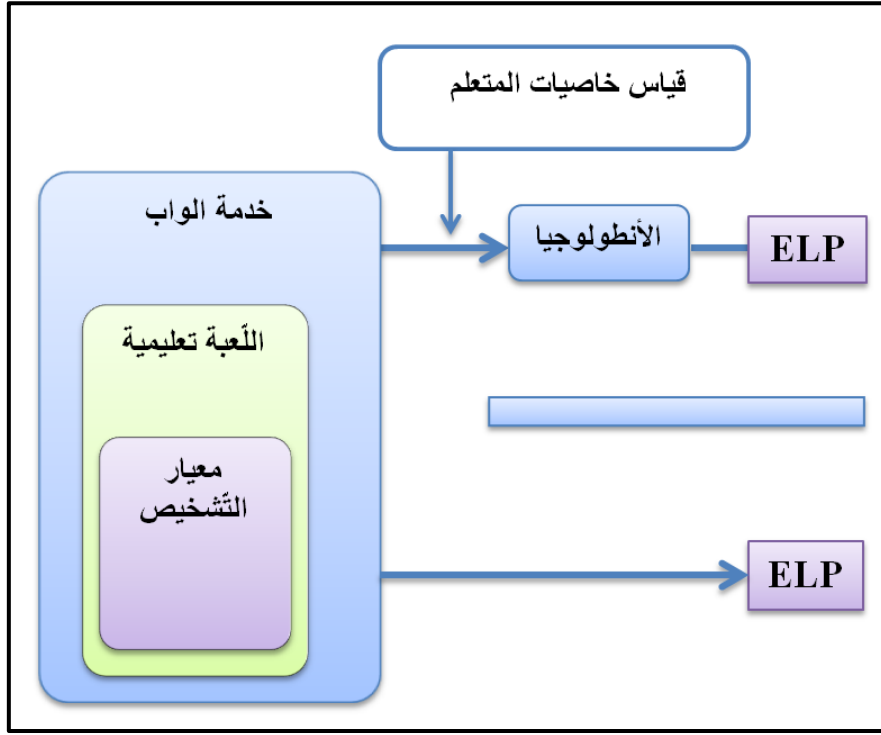 قياس خاصيات المتعلم
خدمة الواب
الأنطولوجيا
ELP
اللّعبة تعليمية
معيار
التّشخيص
ELP